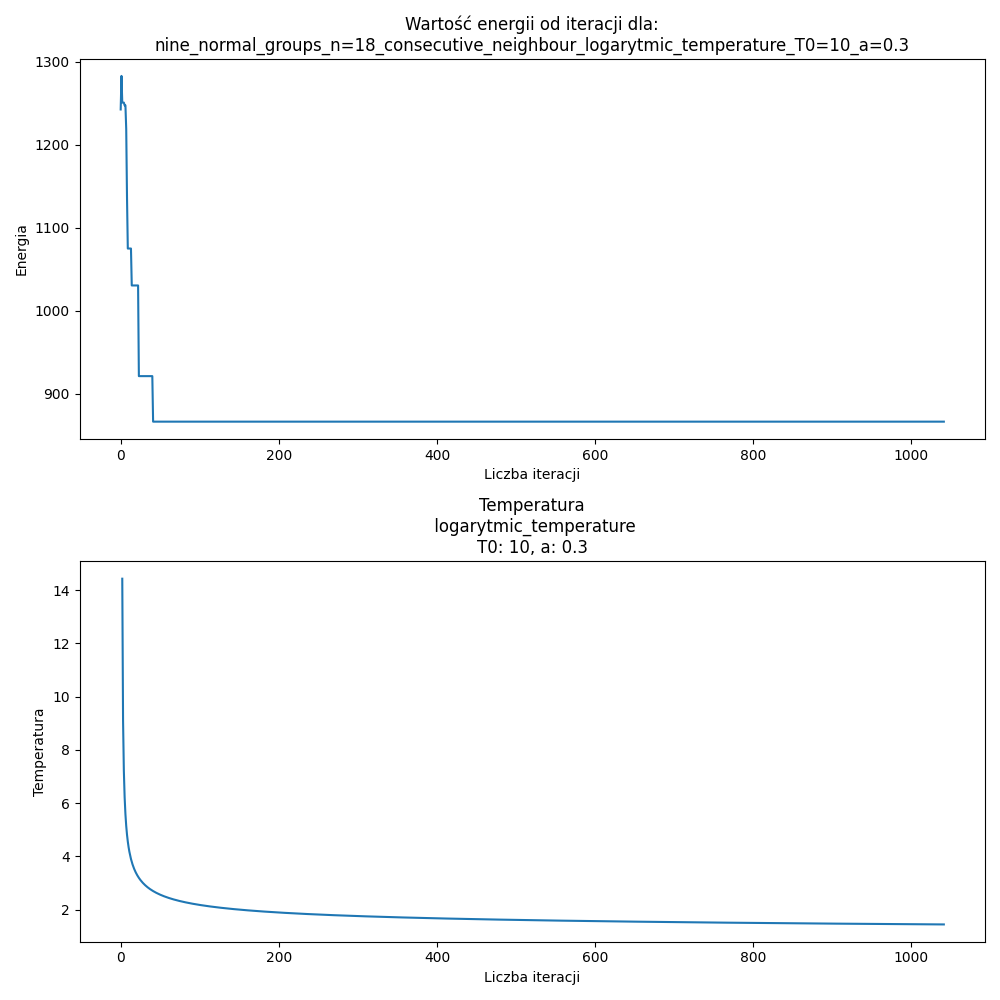 Wartość energii od iteracji dla:
nine_normal_groups_n=18_consecutive_neighbour_logarytmic_temperature_T0=10_a=0.3
1300
1200
1100
1000
900
Energia
0 200 400 600 800 1000
Liczba iteracji
Temperatura
logarytmic_temperature
T0: 10, a: 0.3
14
12
10
8
6
4
2
Temperatura
0 200 400 600 800 1000
Liczba iteracji